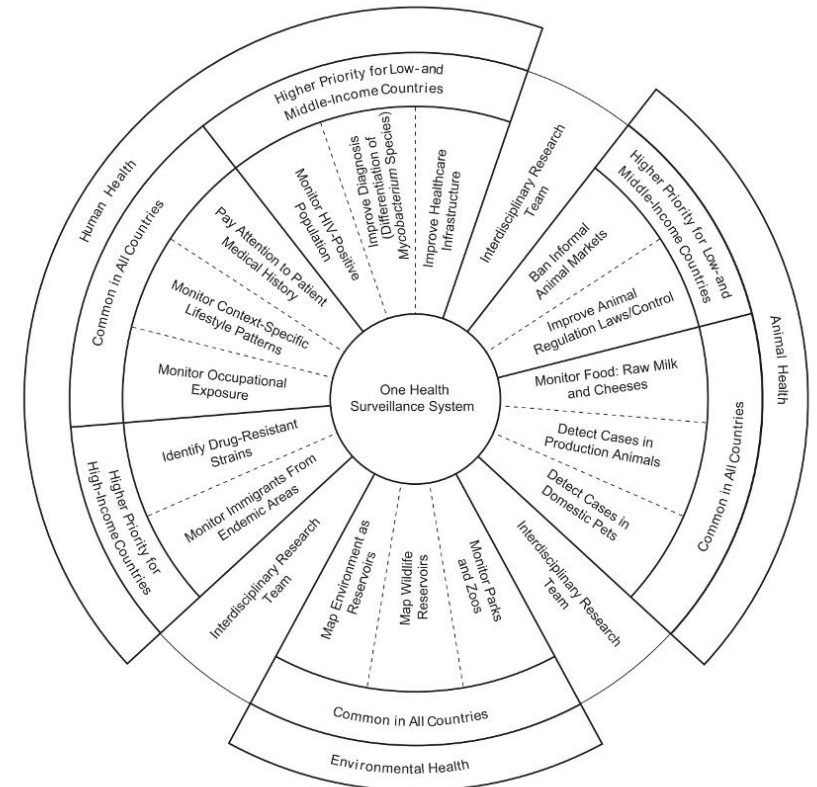 Human Health
Higher Priority for Low- and
Middle-Income Countries
Monitor HIV-Positive
Population
Improve Diagnosis
(Differentiation of
Mycobacterium Species)
Improve Healthcare
Infrastructure
Common in All Countries
Pay Attention to Patient
Medical History
Monitor Context-Specific
Lifestyle Patterns
Monitor Occupational
Exposure
Higher Priority for
High-Income Countries
Identify Drug-Resistant
Strains
Monitor Immigrants From
Endemic Areas
Interdisciplinary Research
Team
Animal Health
Higher Priority for Low- and
Middle-Income Countries
Ban Informal
Animal Markets
Improve Animal
Regulation Laws/Control
Common in All Countries
Monitor Food: Raw Milk
and Cheeses
Detect Cases in
Production Animals
Detect Cases in
Domestic Pets
One Health
Surveillance System
Interdisciplinary Research
Team
Interdisciplinary Research
Team
Map Environment as
Reservoirs
Map Wildlife
Reservoirs
Monitor Parks
and Zoos
Common in All Countries
Environmental Health